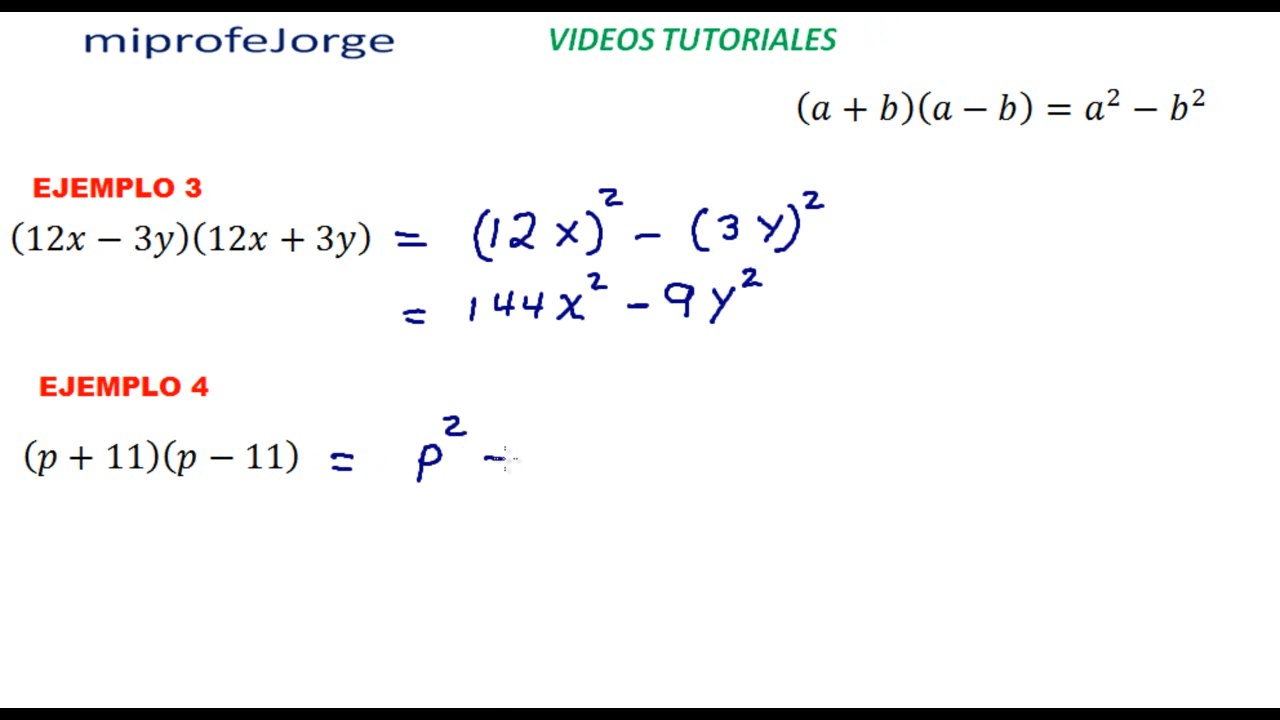 miprofeJorge VIDEOS TUTORIALES
(a + b)(a − b) = a² − b²
EJEMPLO 3
(12x − 3y)(12x + 3y) = (12x)² − (3y)²
= 144x² − 9y²
EJEMPLO 4
(p + 11)(p − 11) = p² −